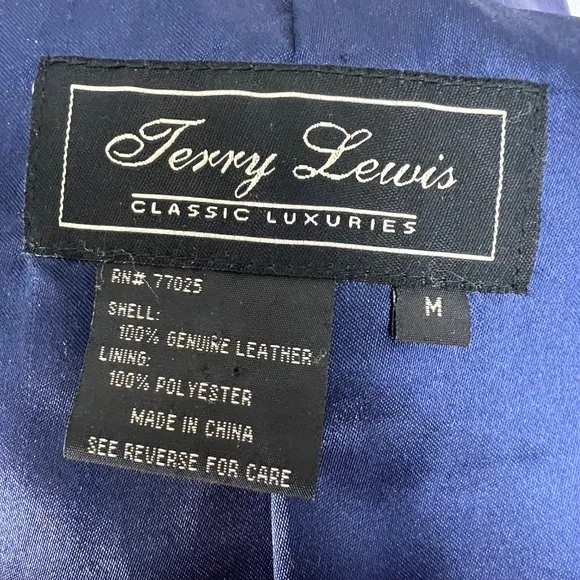 Terry Lewis
CLASSIC LUXURIES
M
RN# 77025
SHELL:
100% GENUINE LEATHER
LINING:
100% POLYESTER
MADE IN CHINA
SEE REVERSE FOR CARE